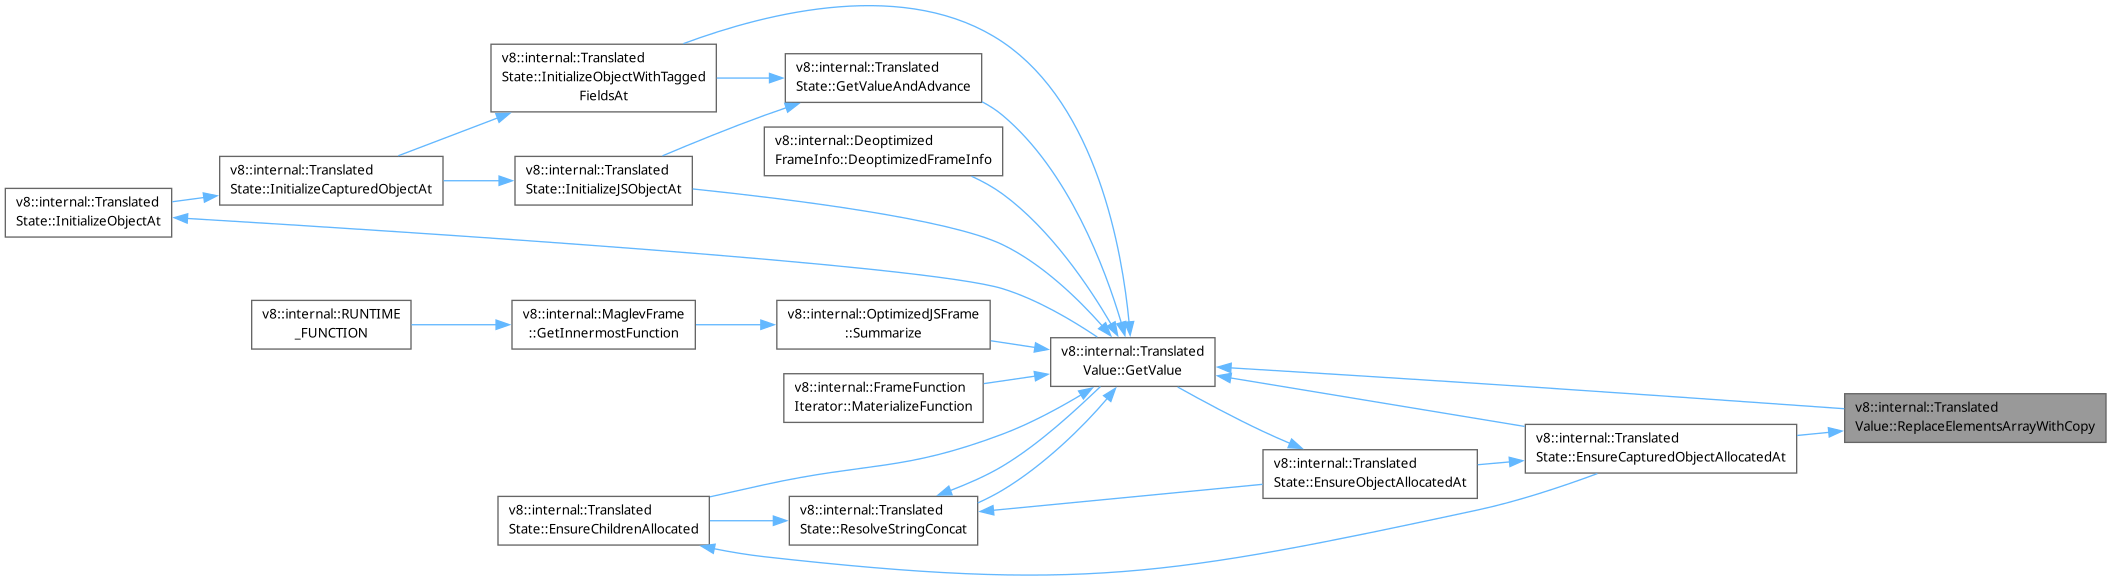 v8::internal::Translated
State::InitializeObjectWithTagged
FieldsAt
v8::internal::Translated
State::GetValueAndAdvance
v8::internal::Deoptimized
FrameInfo::DeoptimizedFrameInfo
v8::internal::Translated
State::InitializeCapturedObjectAt
v8::internal::Translated
State::InitializeJSObjectAt
v8::internal::Translated
State::InitializeObjectAt
v8::internal::RUNTIME
_FUNCTION
v8::internal::MaglevFrame
::GetInnermostFunction
v8::internal::OptimizedJSFrame
::Summarize
v8::internal::Translated
Value::GetValue
v8::internal::FrameFunction
Iterator::MaterializeFunction
v8::internal::Translated
Value::ReplaceElementsArrayWithCopy
v8::internal::Translated
State::EnsureCapturedObjectAllocatedAt
v8::internal::Translated
State::EnsureObjectAllocatedAt
v8::internal::Translated
State::EnsureChildrenAllocated
v8::internal::Translated
State::ResolveStringConcat